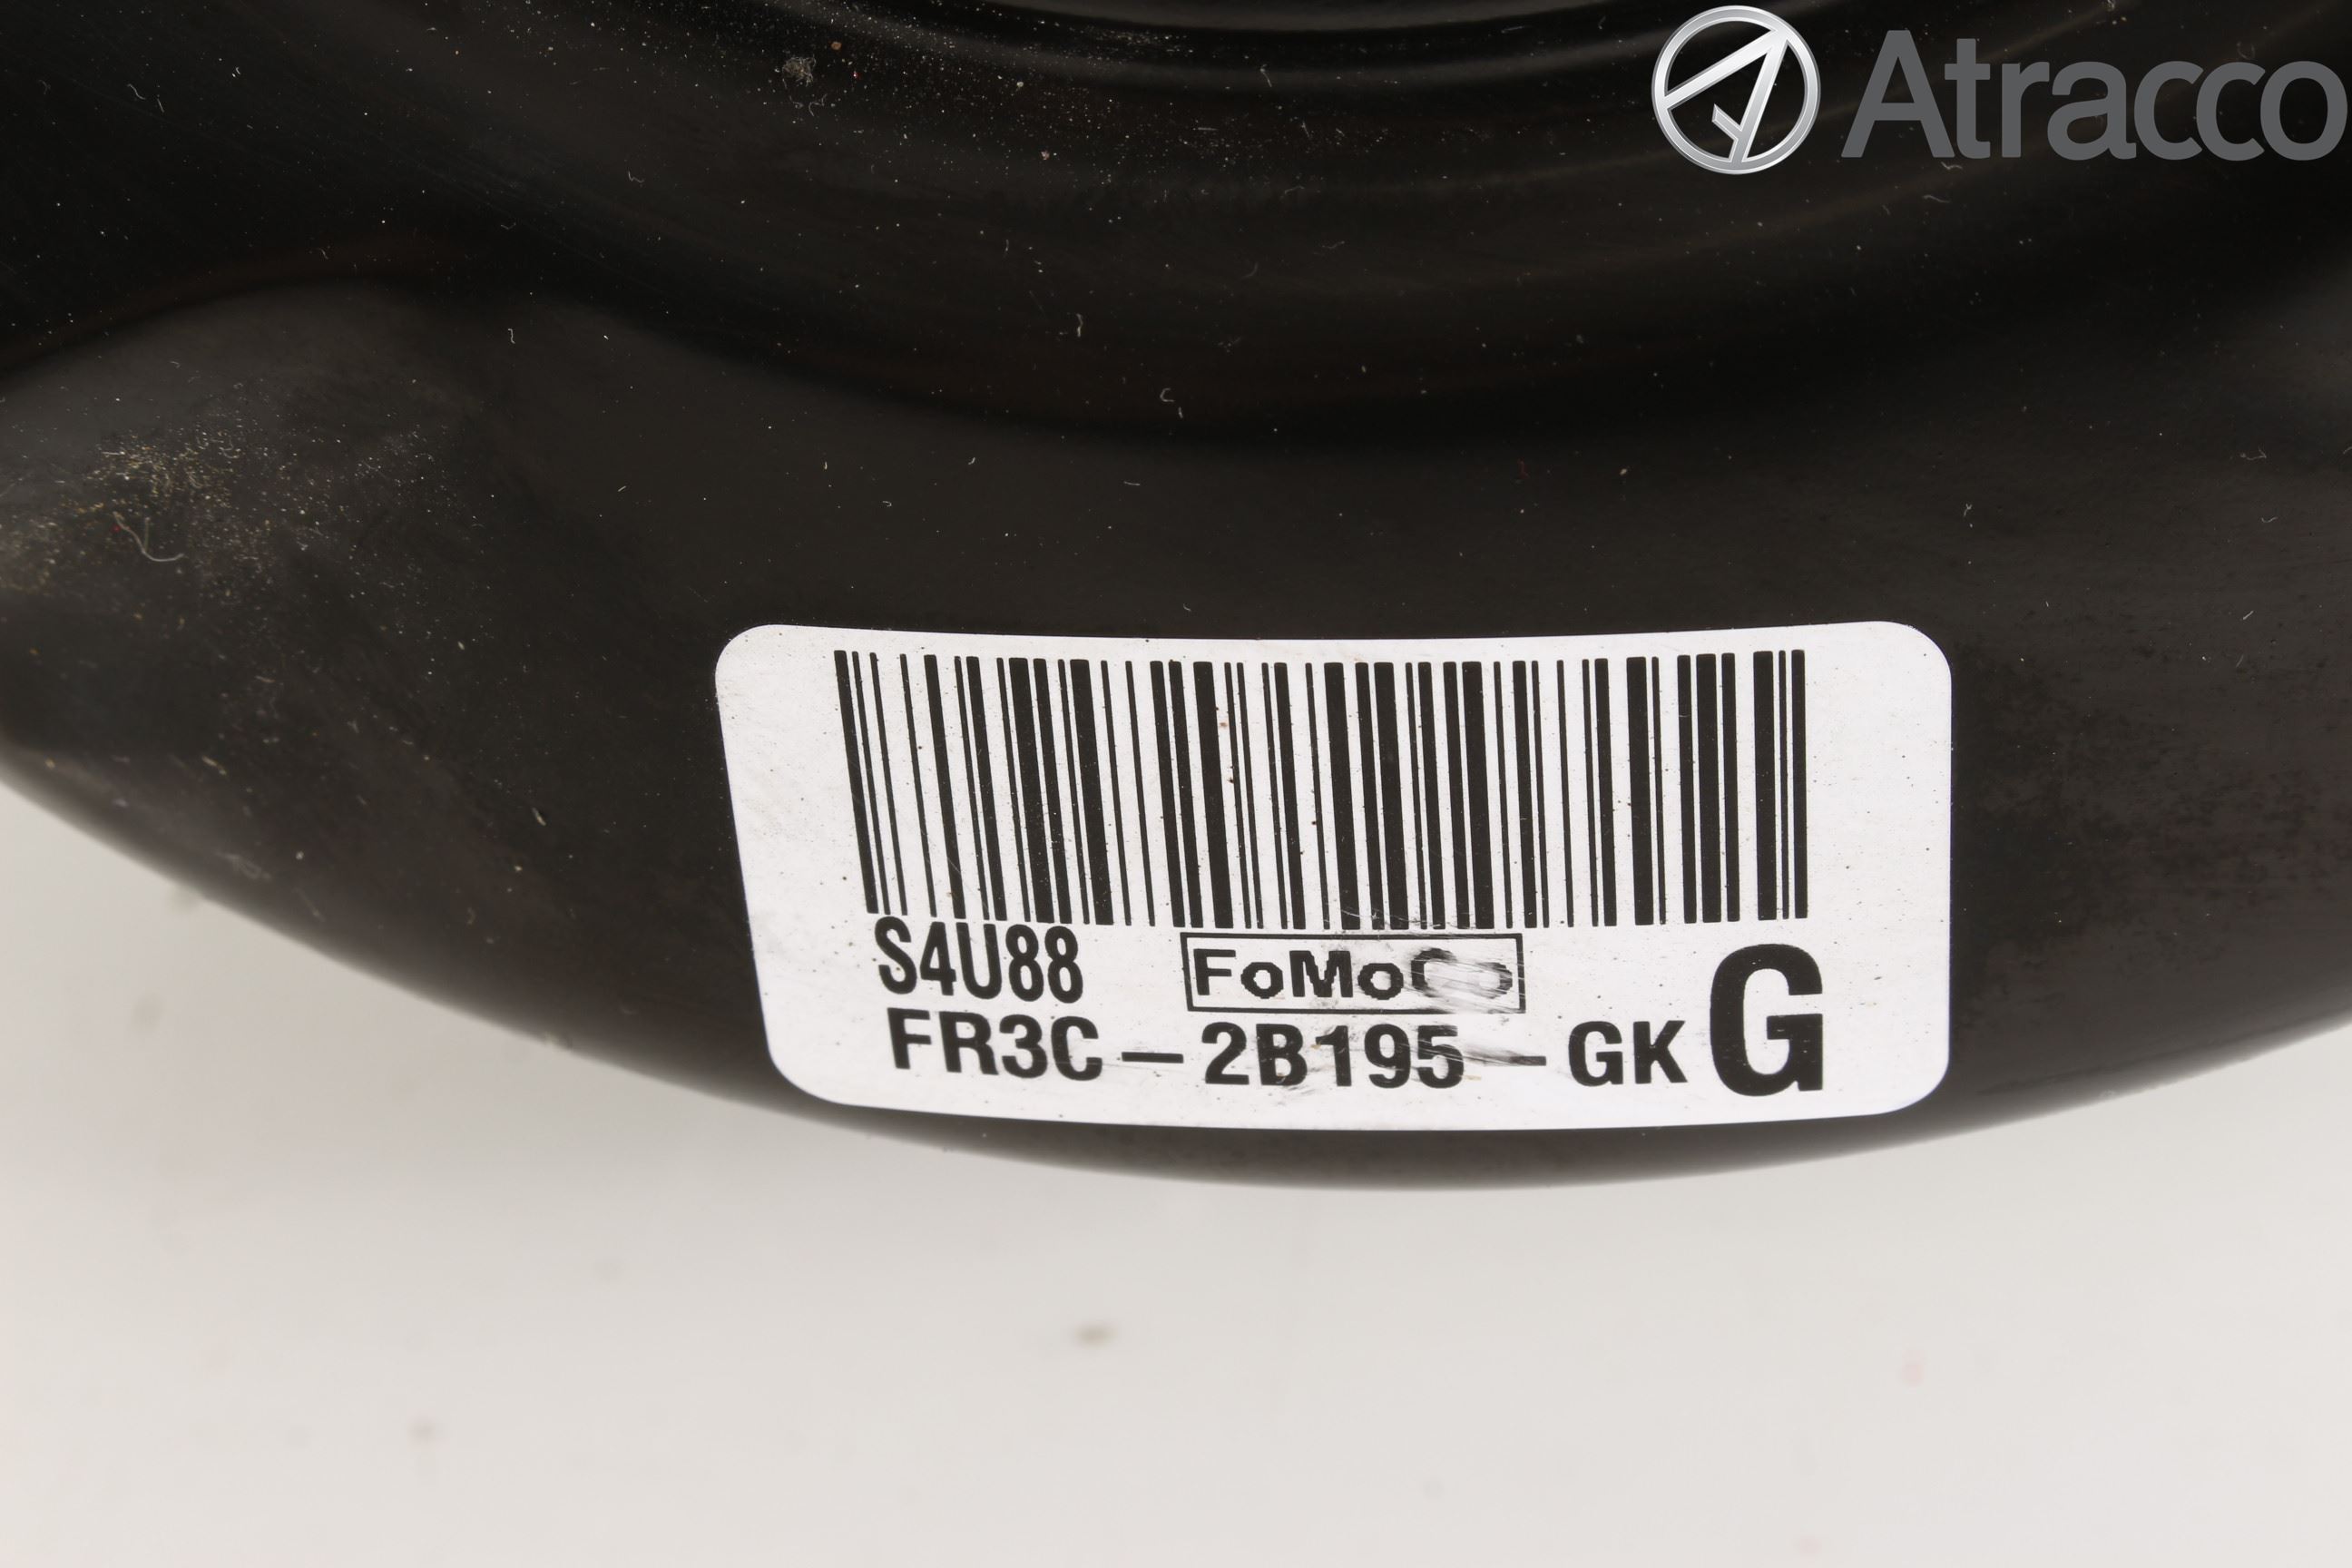 Atracco
S4U88 FoMoCo
FR3C-2B195-GK G